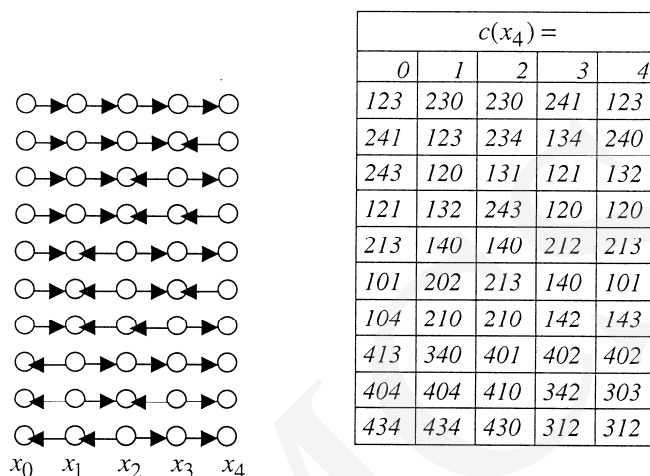 c(x₄) =
0 1 2 3 4
123 230 230 241 123
241 123 234 134 240
243 120 131 121 132
121 132 243 120 120
213 140 140 212 213
101 202 213 140 101
104 210 210 142 143
413 340 401 402 402
404 404 410 342 303
434 434 430 312 312
x₀ x₁ x₂ x₃ x₄